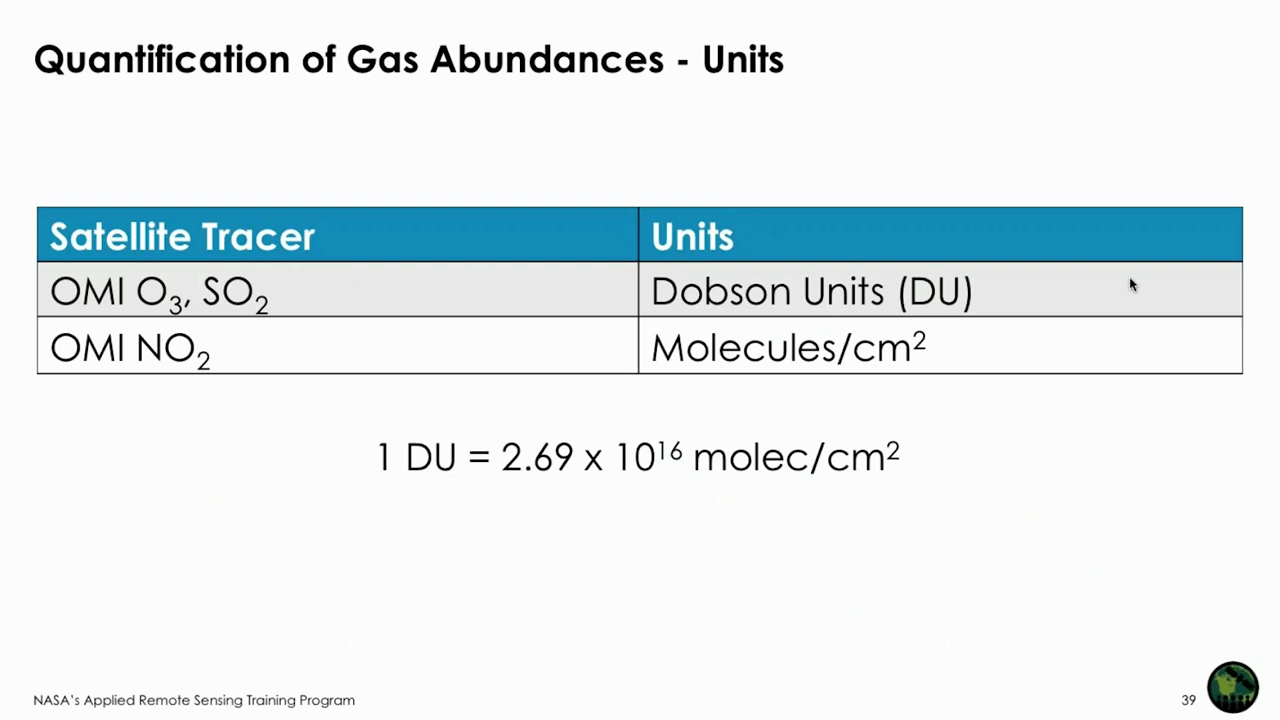 Quantification of Gas Abundances - Units
Satellite Tracer Units
OMI O₃, SO₂ Dobson Units (DU)
OMI NO₂ Molecules/cm²
1 DU = 2.69 x 10¹⁶ molec/cm²
NASA's Applied Remote Sensing Training Program 39